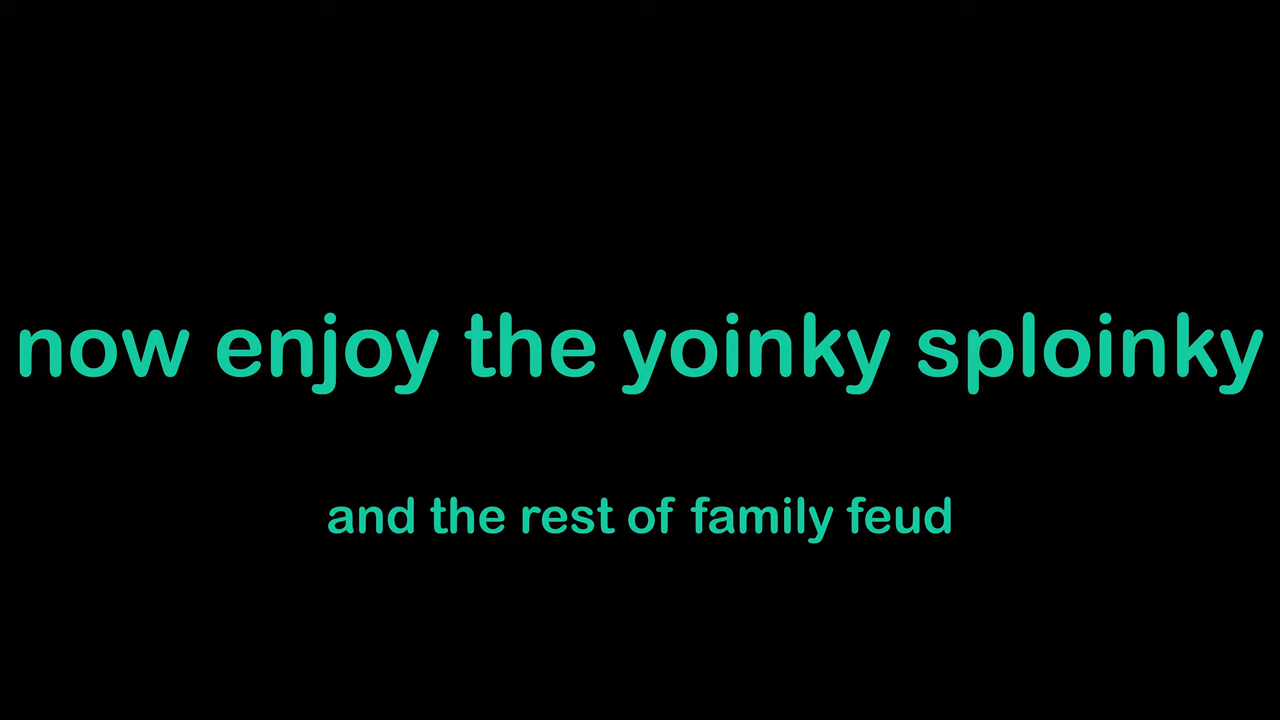 now enjoy the yoinky sploinky
and the rest of family feud